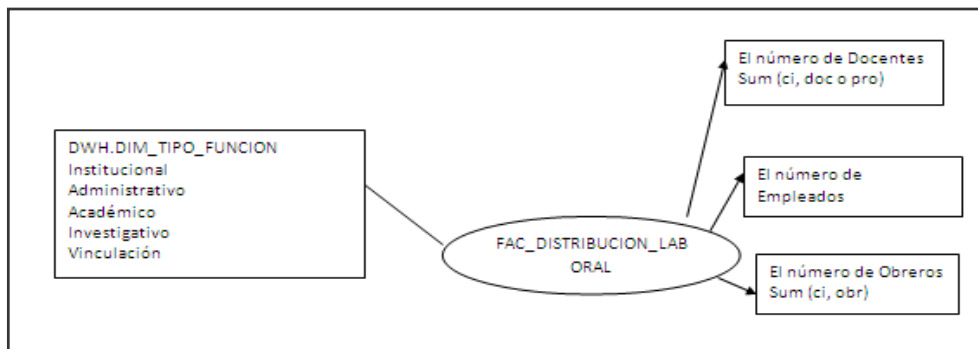 DWH.DIM_TIPO_FUNCION
Institucional
Administrativo
Académico
Investigativo
Vinculación
FAC_DISTRIBUCION_LAB
ORAL
El número de Docentes
Sum (ci, doc o pro)
El número de
Empleados
El número de Obreros
Sum (ci, obr)